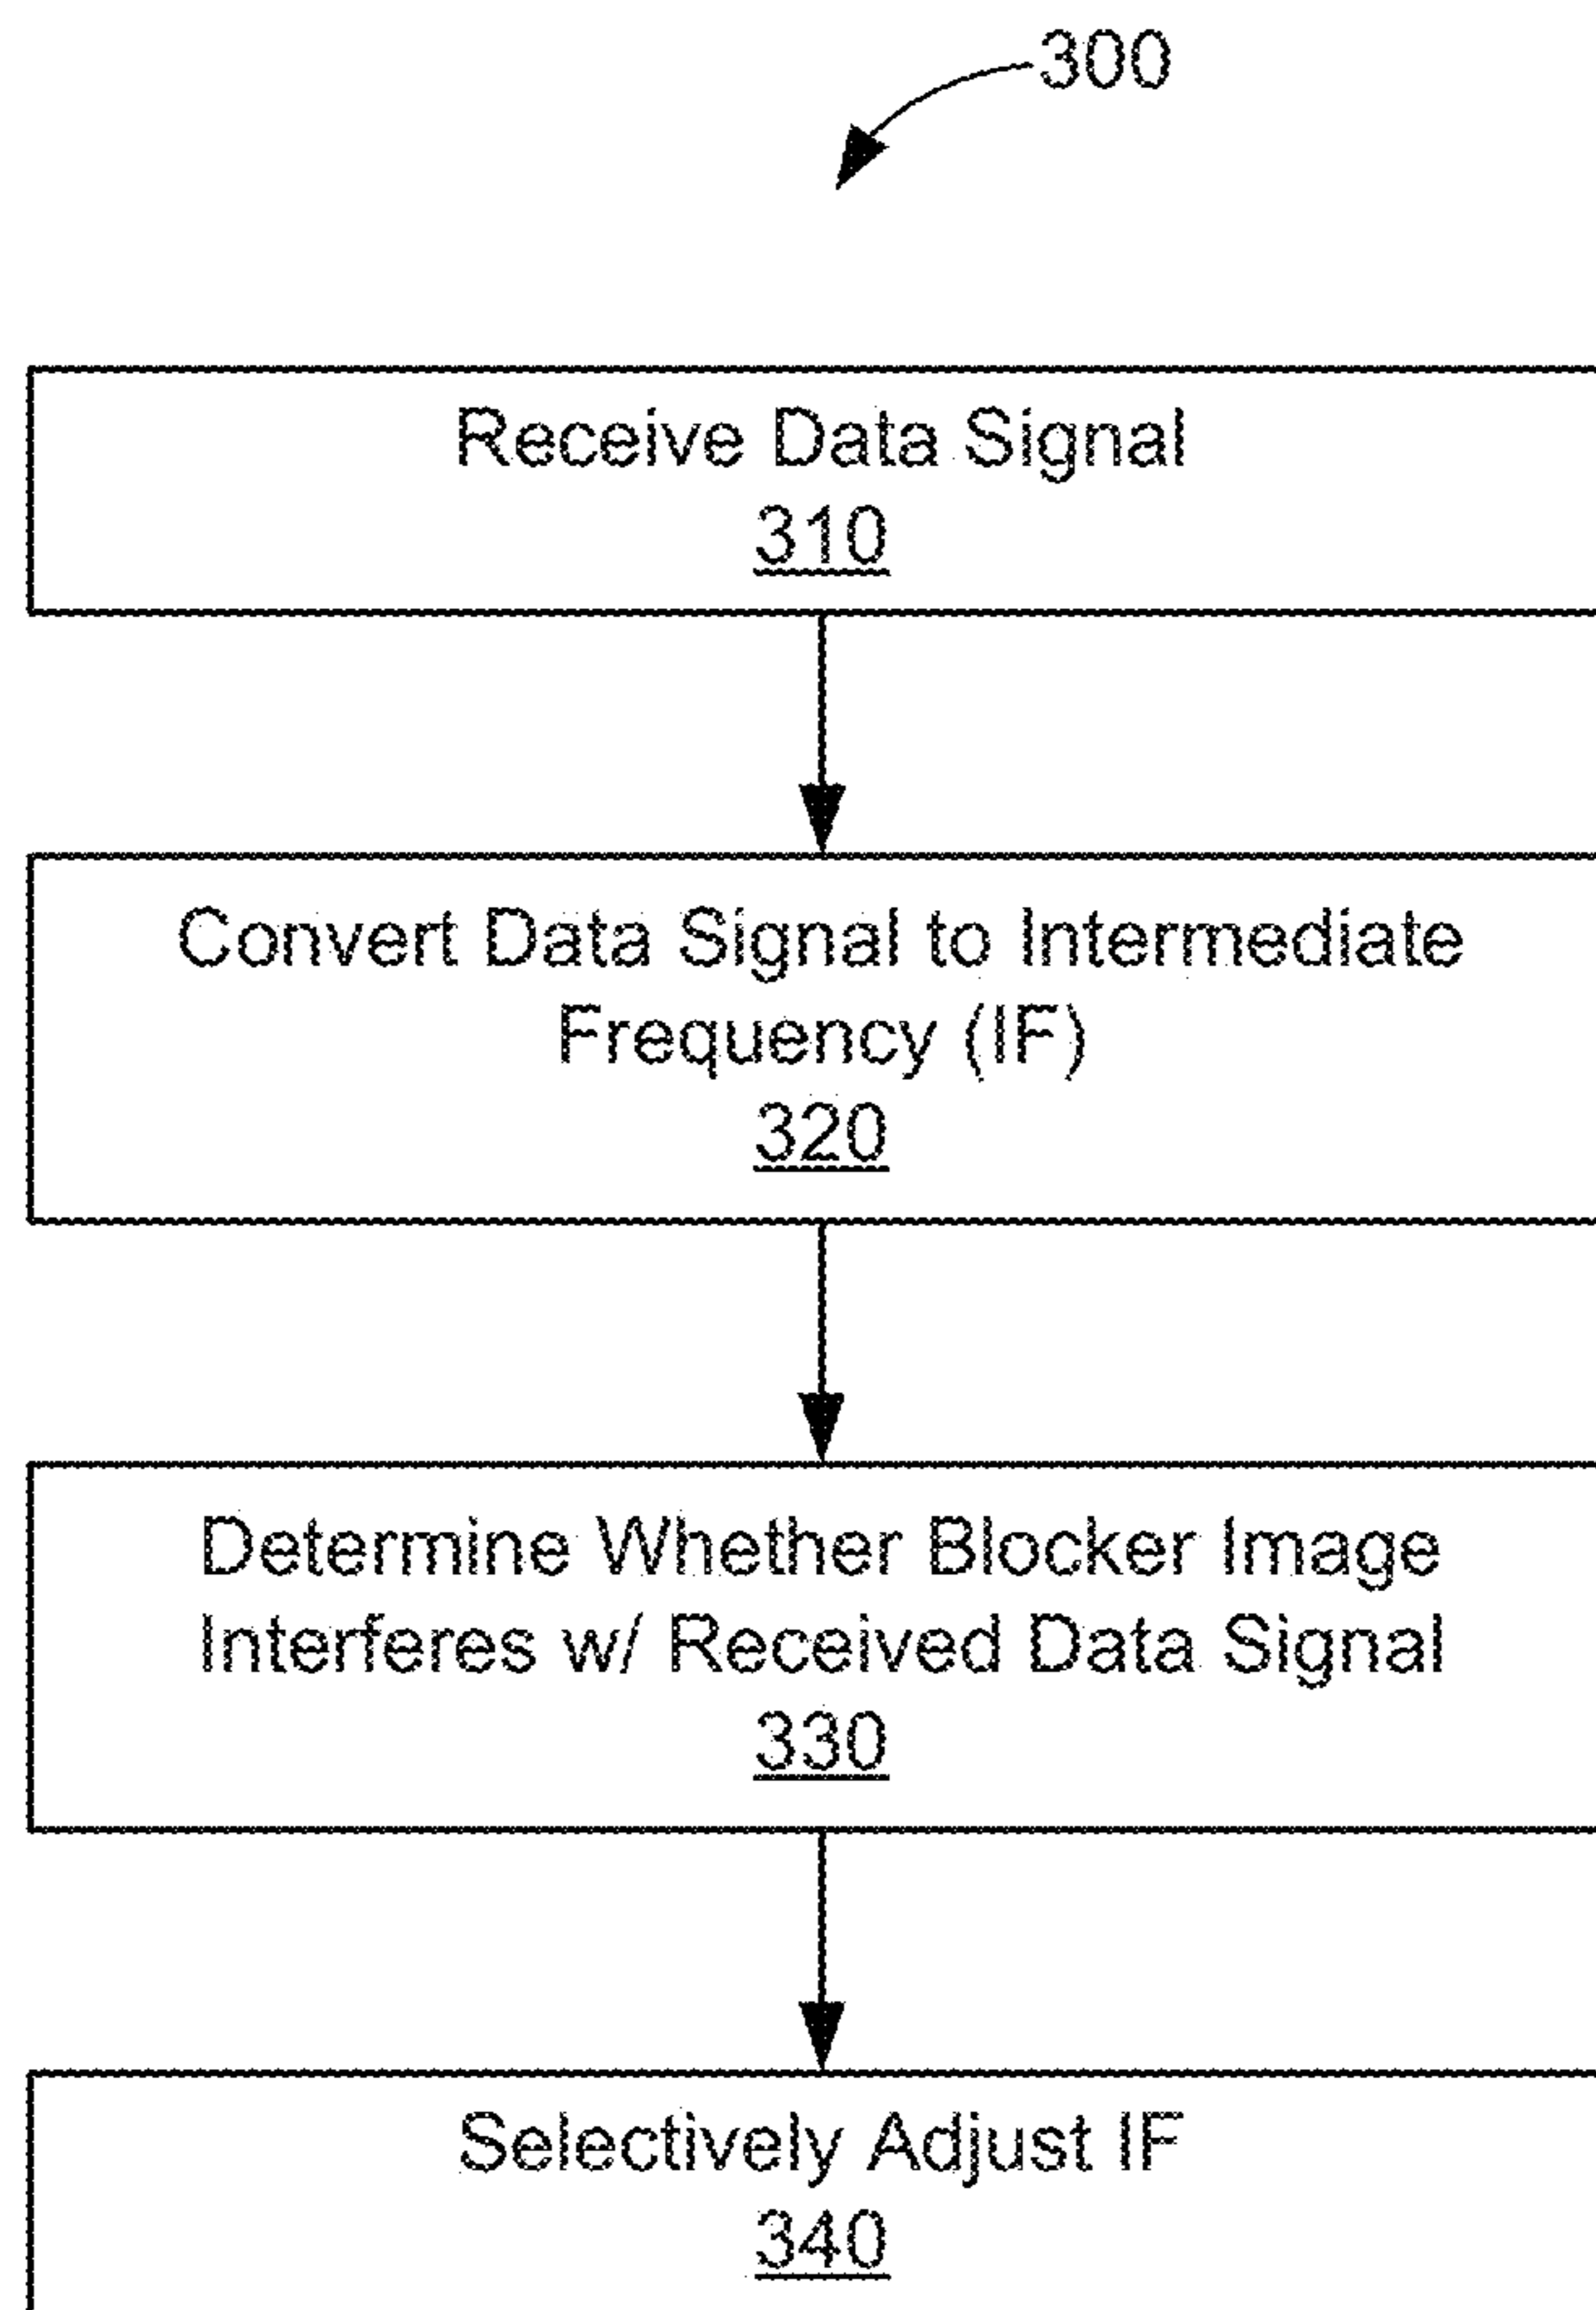 300
Receive Data Signal
310
Convert Data Signal to Intermediate
Frequency (IF)
320
Determine Whether Blocker Image
Interferes w/ Received Data Signal
330
Selectively Adjust IF
340